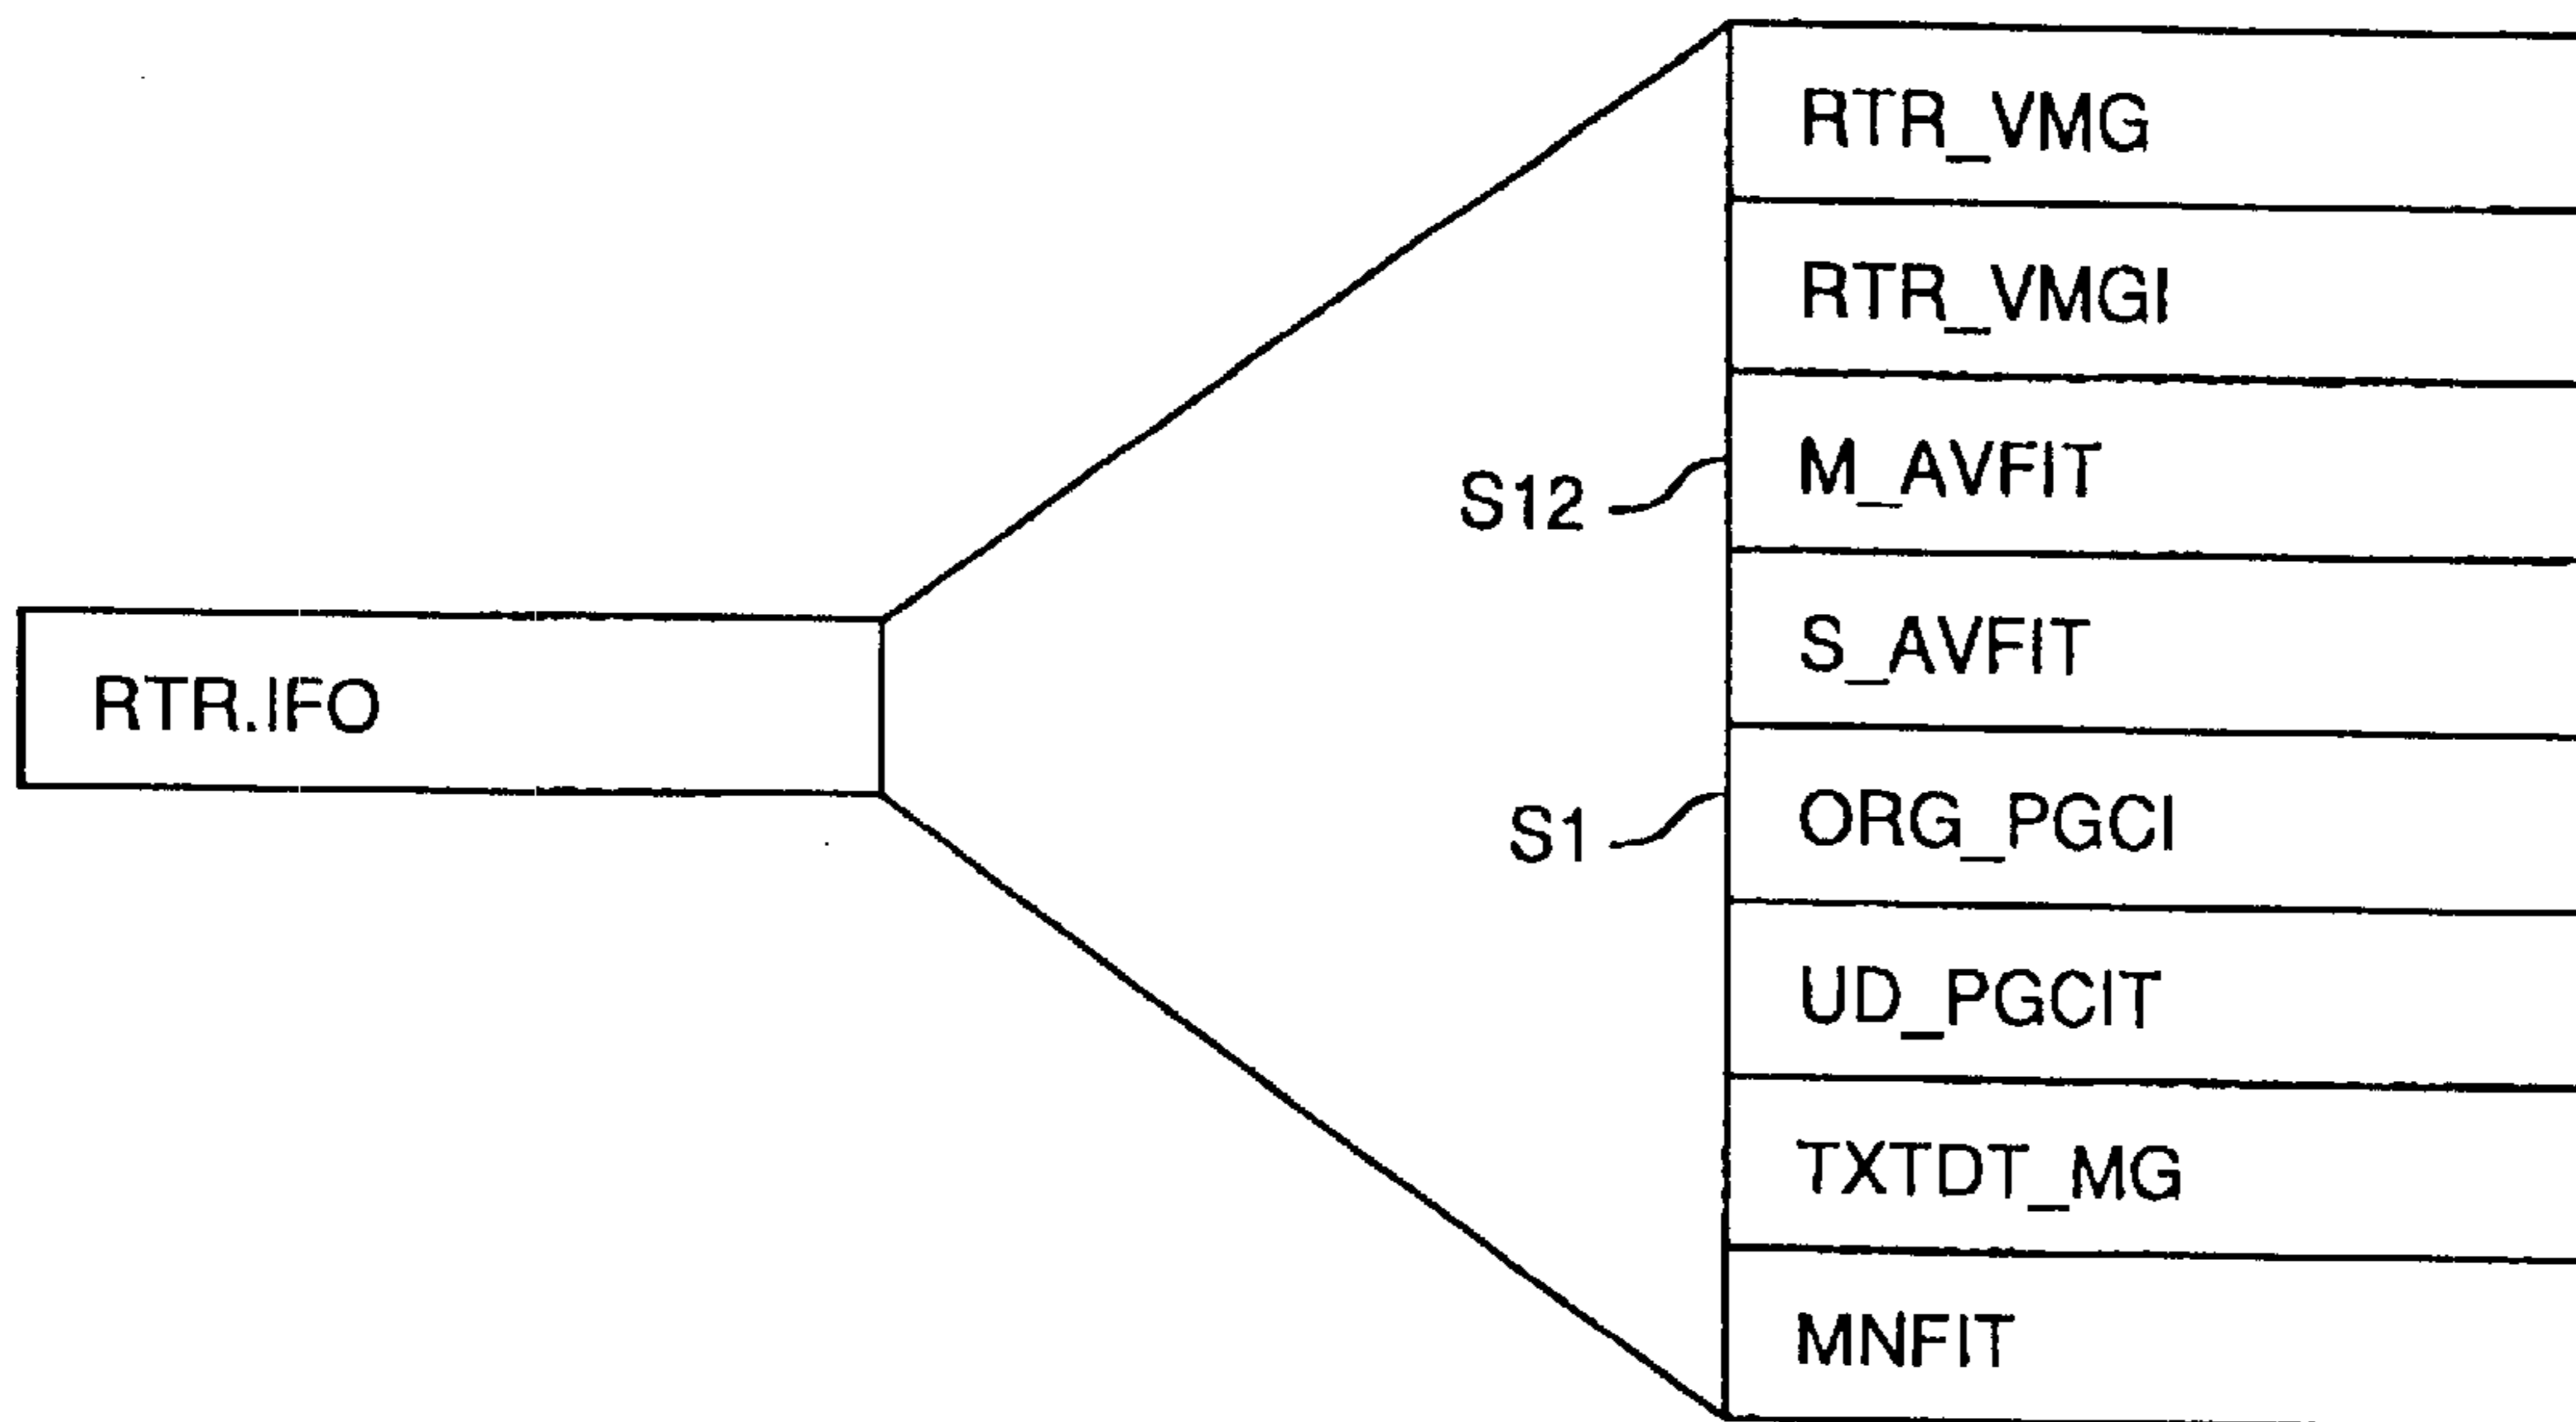 RTR.IFO
RTR_VMG
RTR_VMGI
S12
M_AVFIT
S_AVFIT
S1
ORG_PGCI
UD_PGCIT
TXTDT_MG
MNFIT